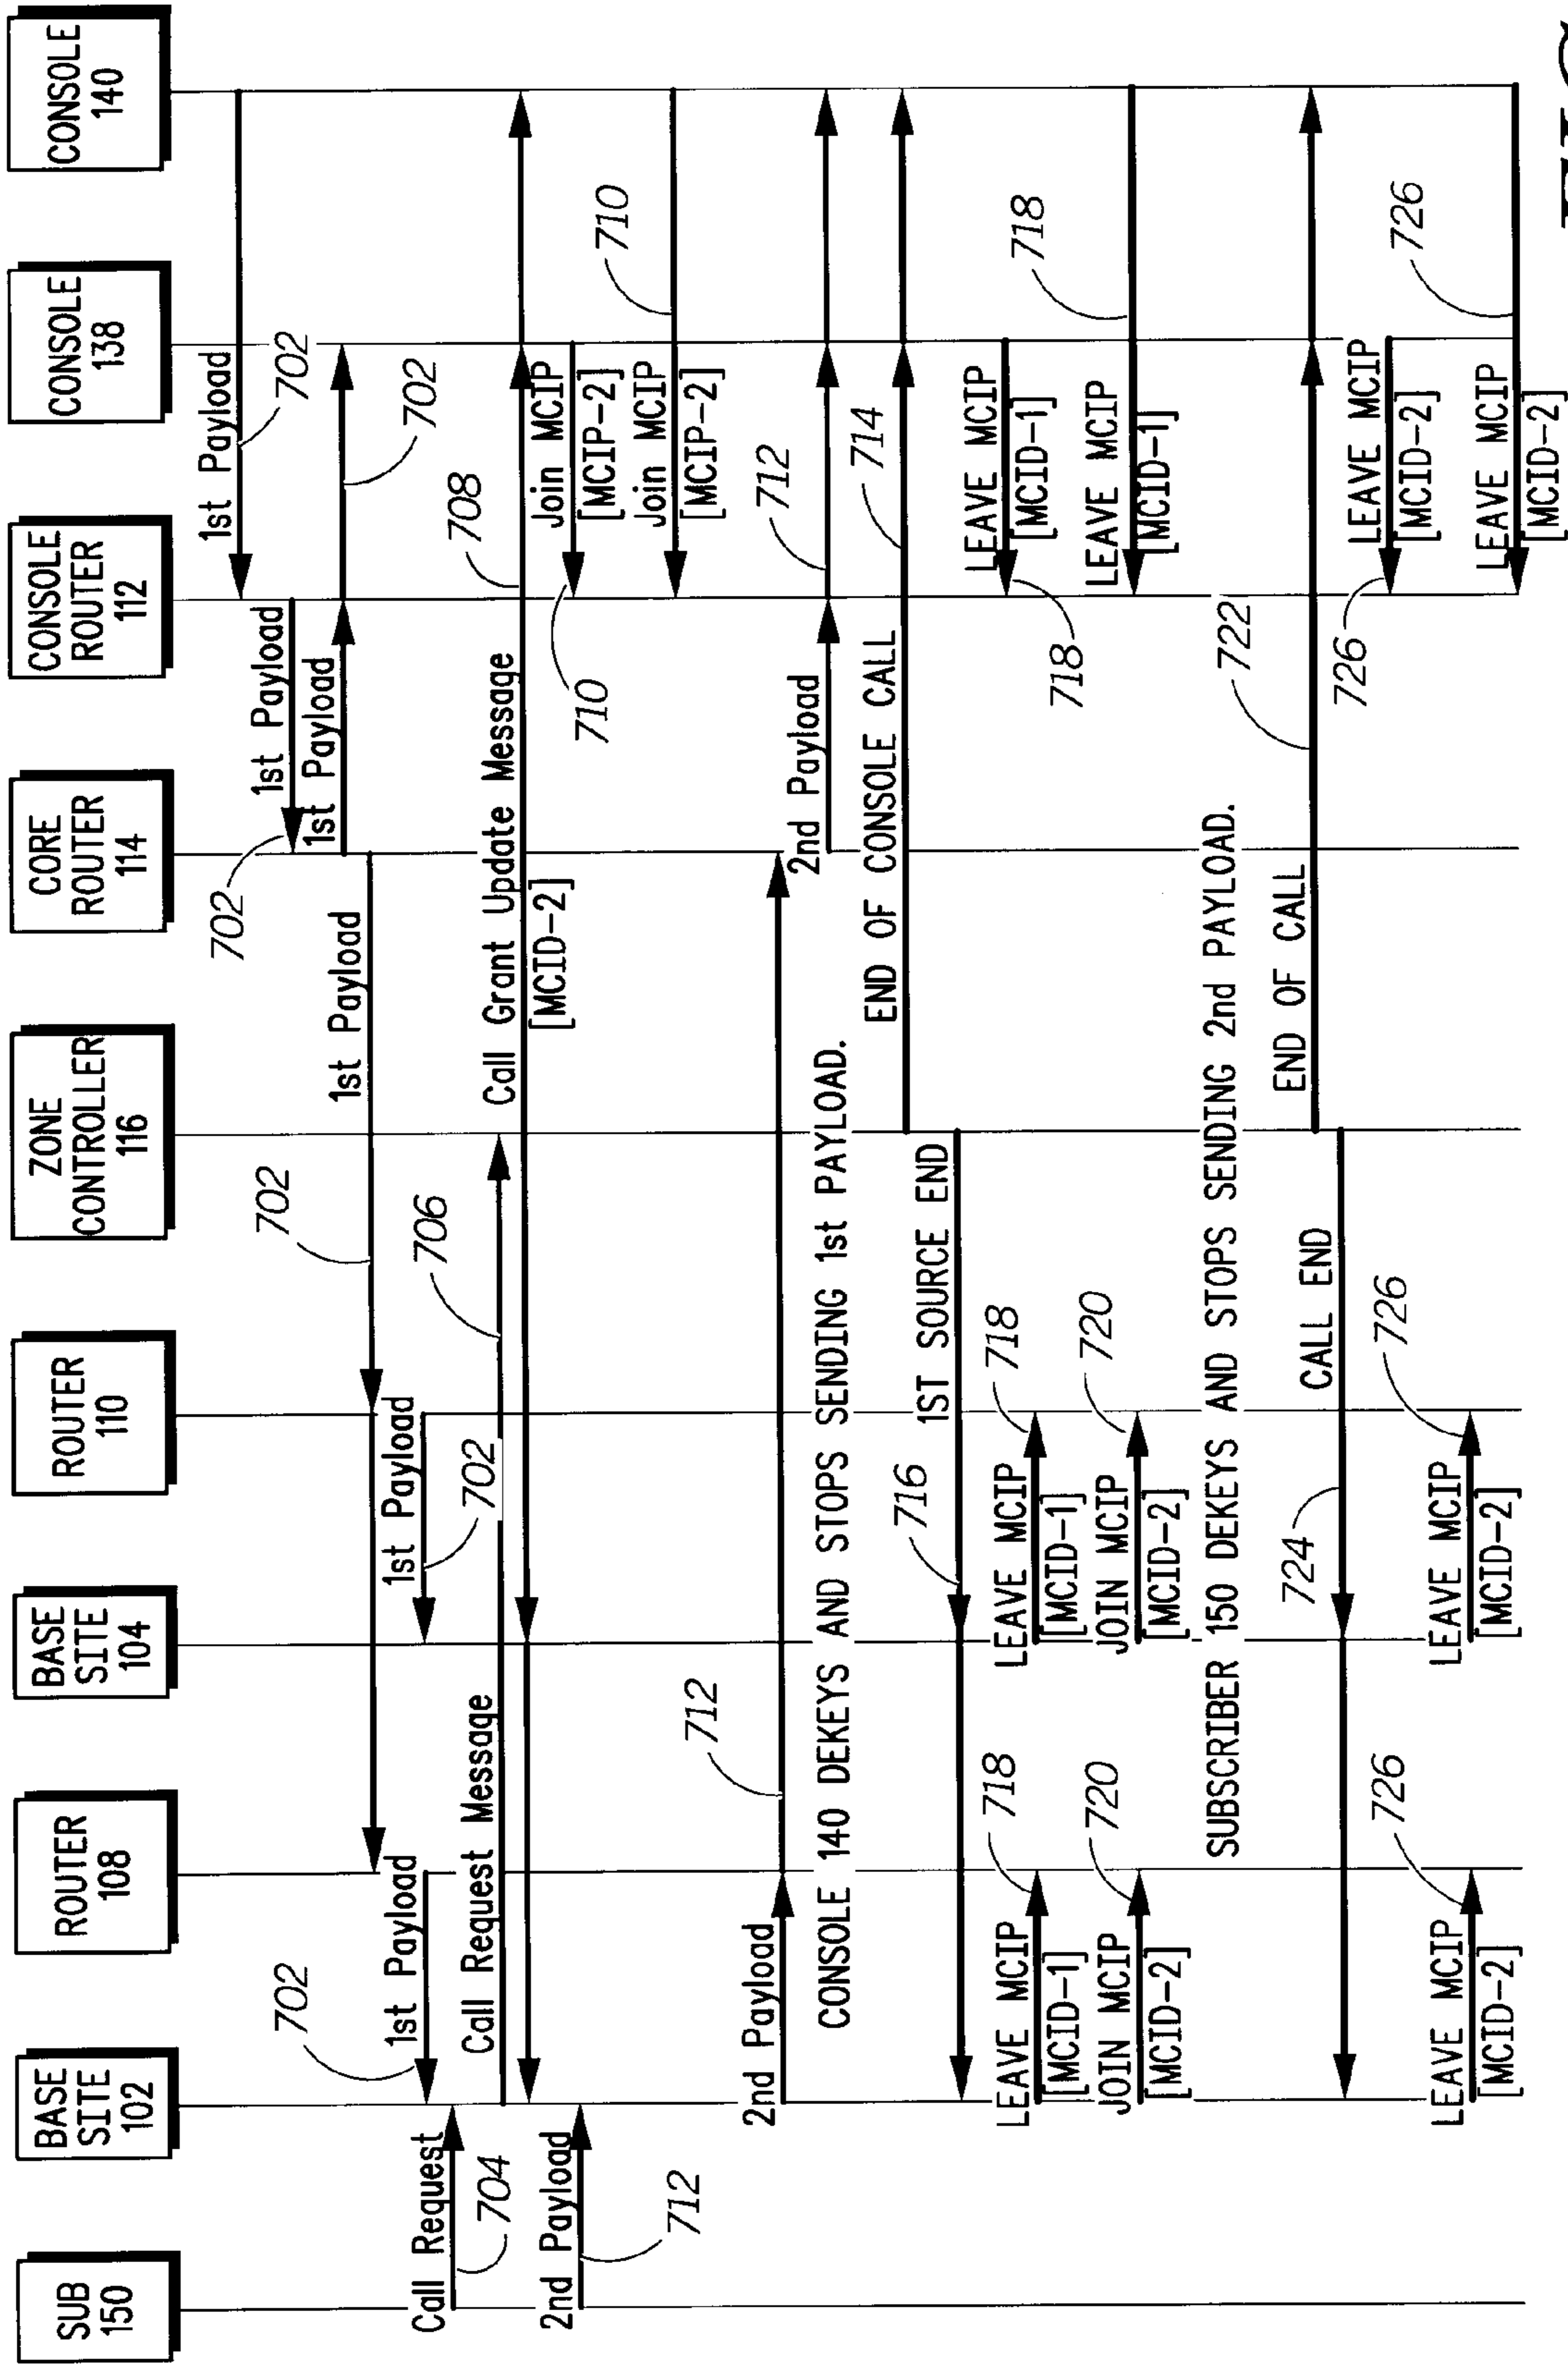 SUB
150
BASE
SITE
102
ROUTER
108
BASE
SITE
104
ROUTER
110
ZONE
CONTROLLER
116
CORE
ROUTER
114
CONSOLE
ROUTER
112
CONSOLE
138
CONSOLE
140
1st Payload
702
1st Payload
702
1st Payload
702
1st Payload
702
1st Payload
702
1st Payload
702
Call Request
704
Call Request Message
706
Call Grant Update Message
[MCID-2]
708
Join MCIP
[MCIP-2]
710
2nd Payload
712
Join MCIP
[MCIP-2]
710
2nd Payload
712
2nd Payload
712
CONSOLE 140 DEKEYS AND STOPS SENDING 1st PAYLOAD.
END OF CONSOLE CALL
714
1ST SOURCE END
716
LEAVE MCIP
[MCID-1]
718
LEAVE MCIP
[MCID-1]
718
LEAVE MCIP
[MCID-1]
718
LEAVE MCIP
[MCID-1]
718
JOIN MCIP
[MCID-2]
720
JOIN MCIP
[MCID-2]
720
SUBSCRIBER 150 DEKEYS AND STOPS SENDING 2nd PAYLOAD.
END OF CALL
722
CALL END
724
LEAVE MCIP
[MCID-2]
726
LEAVE MCIP
[MCID-2]
726
LEAVE MCIP
[MCID-2]
726
LEAVE MCIP
[MCID-2]
726